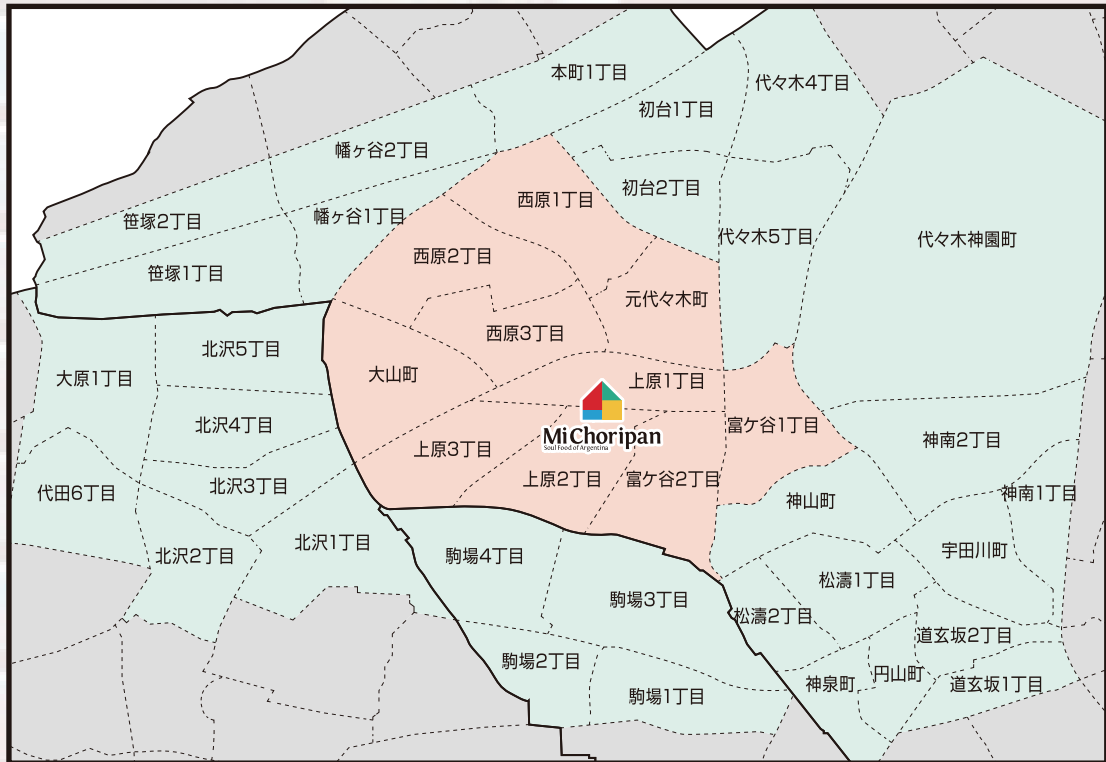 本町1丁目
代々木4丁目
初台1丁目
幡ヶ谷2丁目
初台2丁目
西原1丁目
幡ヶ谷1丁目
笹塚2丁目
代々木5丁目
代々木神園町
西原2丁目
笹塚1丁目
元代々木町
西原3丁目
北沢5丁目
大山町
大原1丁目
上原1丁目
北沢4丁目
富ケ谷1丁目
MiChoripan
Soul Food of Argentina
神南2丁目
上原3丁目
上原2丁目
富ケ谷2丁目
北沢3丁目
代田6丁目
神南1丁目
神山町
北沢1丁目
北沢2丁目
駒場4丁目
宇田川町
松濤1丁目
駒場3丁目
松濤2丁目
道玄坂2丁目
駒場2丁目
円山町
神泉町
道玄坂1丁目
駒場1丁目